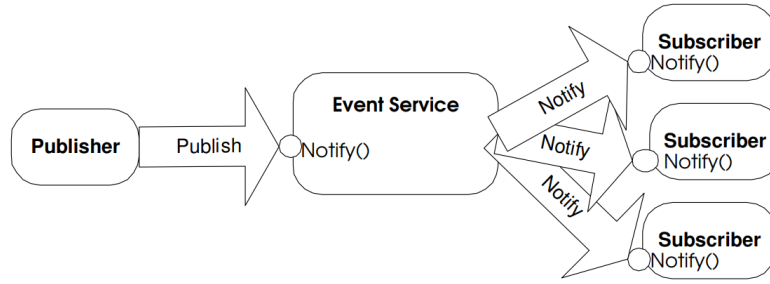 Publisher
Publish
Event Service
Notify()
Notify
Notify
Notify
Subscriber
Notify()
Subscriber
Notify()
Subscriber
Notify()